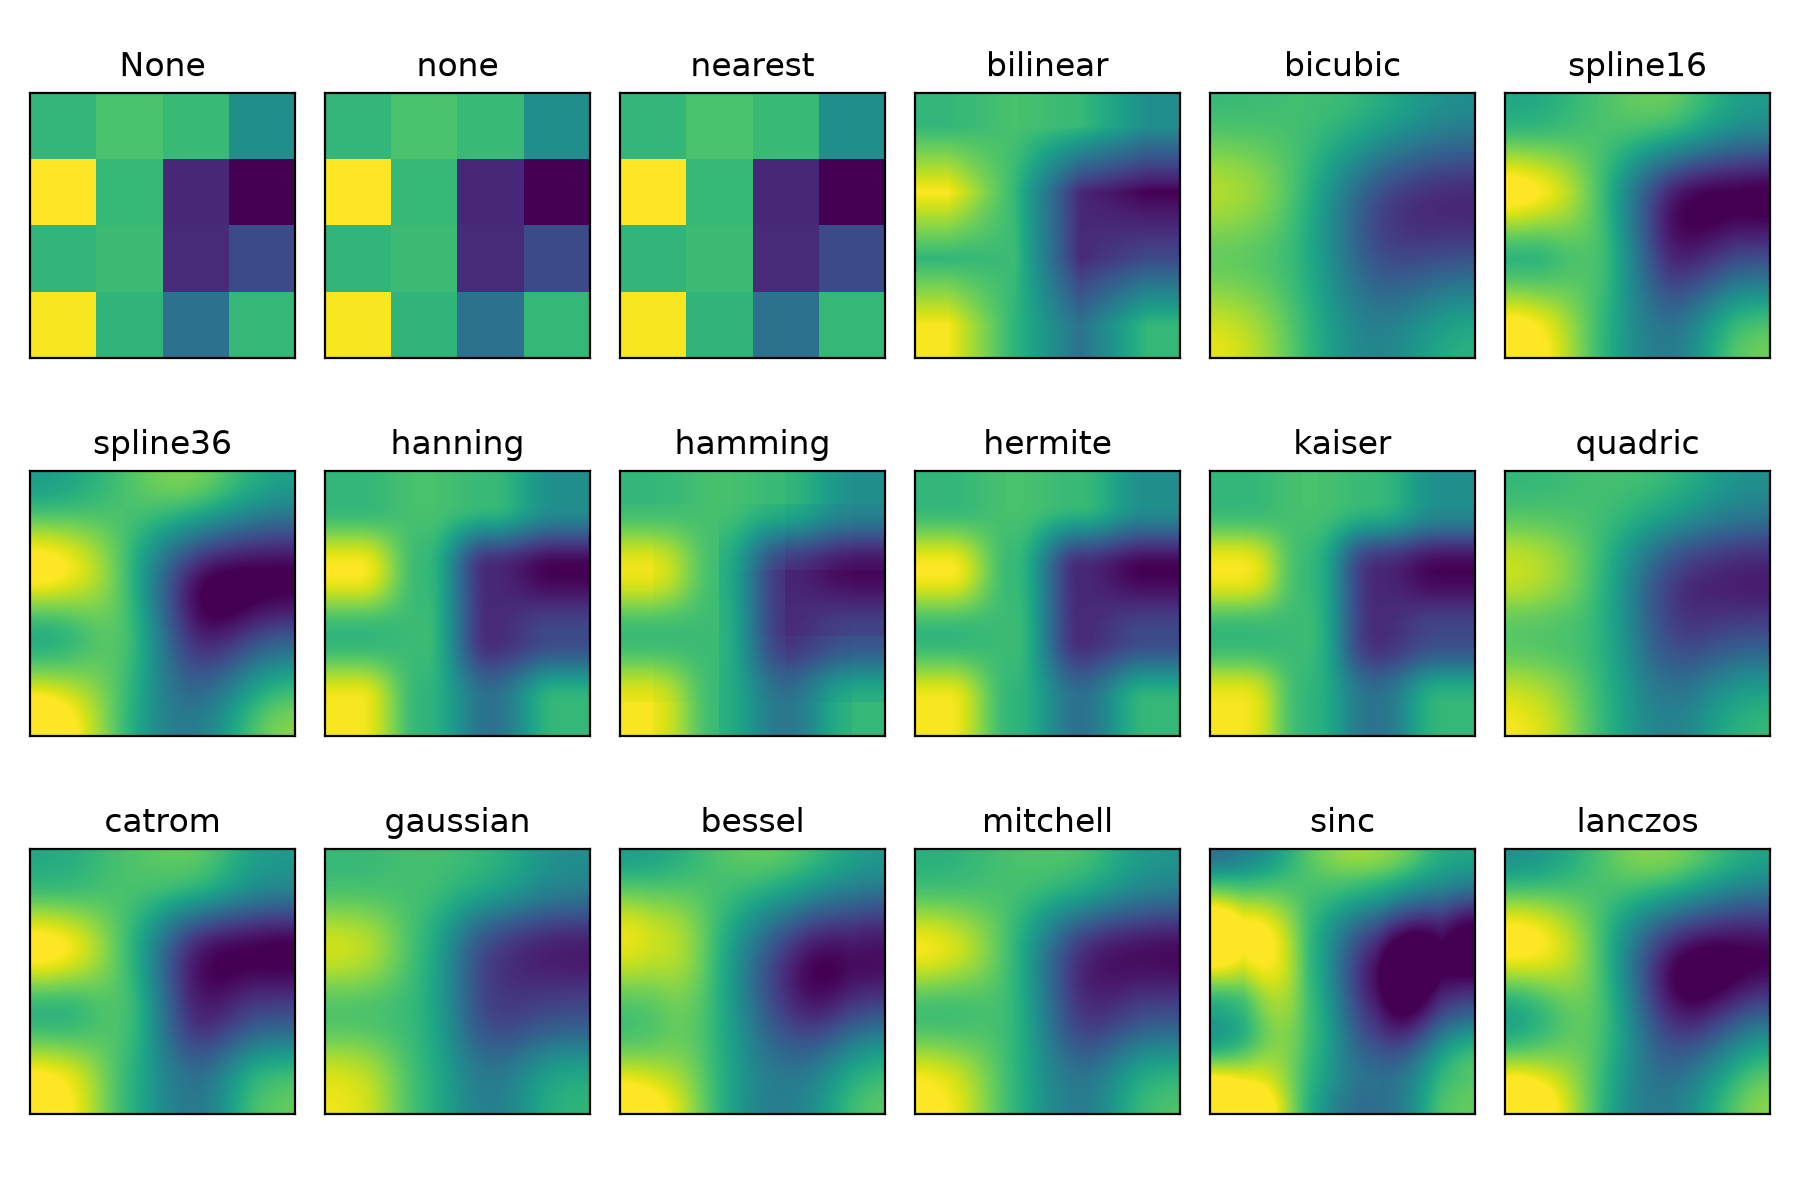 None none nearest bilinear bicubic spline16
spline36 hanning hamming hermite kaiser quadric
catrom gaussian bessel mitchell sinc lanczos